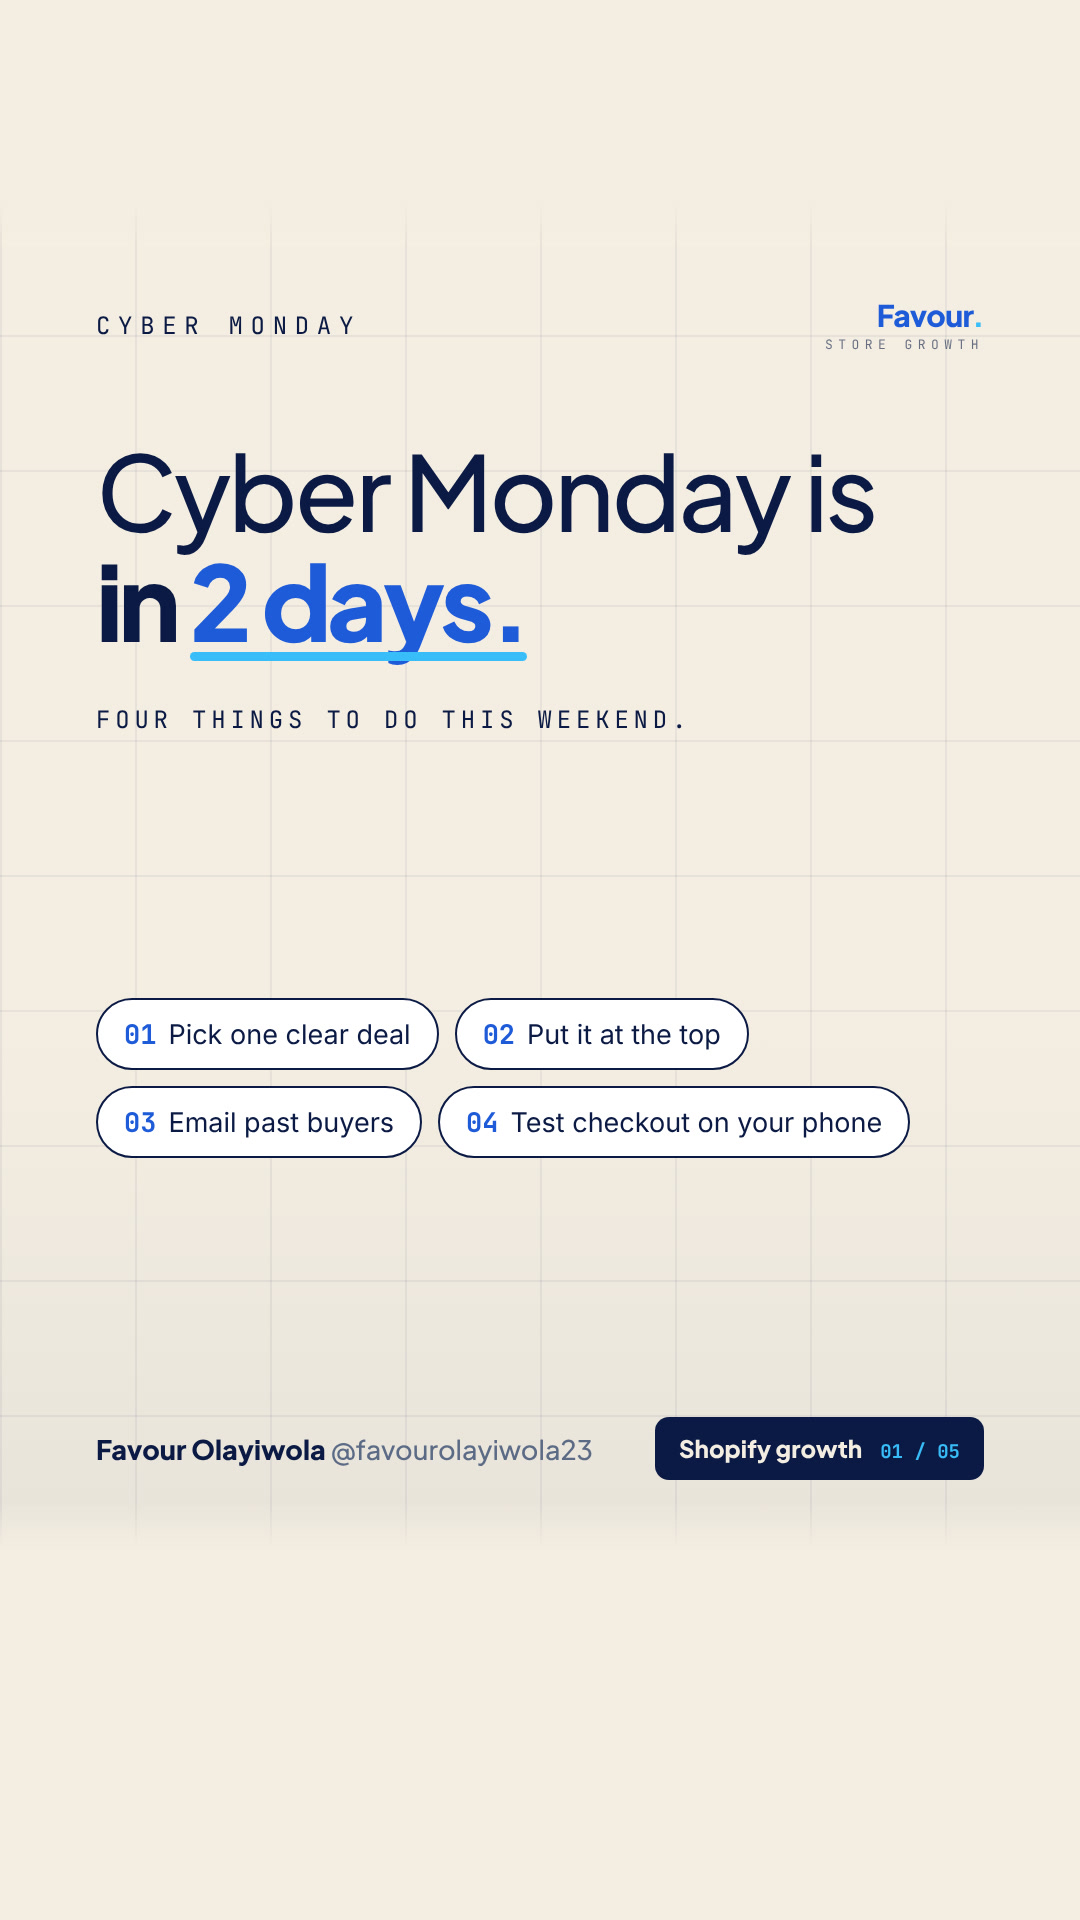 CYBER MONDAY
Favour.
STORE GROWTH
Cyber Monday is
in 2 days.
FOUR THINGS TO DO THIS WEEKEND.
01 Pick one clear deal
02 Put it at the top
03 Email past buyers
04 Test checkout on your phone
Favour Olayiwola @favourolayiwola23
Shopify growth 01 / 05